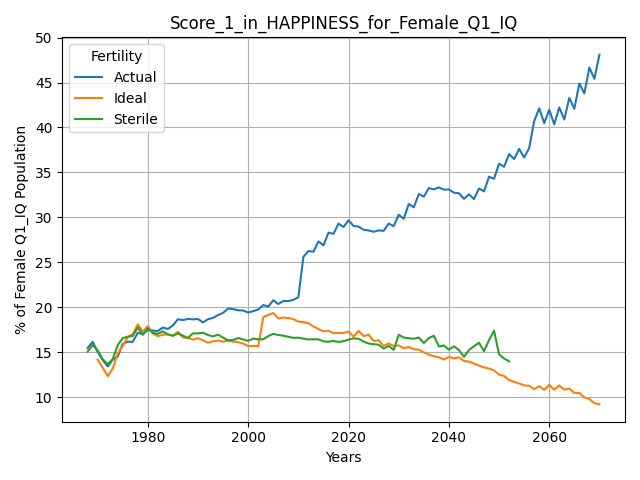 Score_1_in_HAPPINESS_for_Female_Q1_IQ
Fertility
Actual
Ideal
Sterile
% of Female Q1_IQ Population
50
45
40
35
30
25
20
15
10
1980
2000
2020
2040
2060
Years